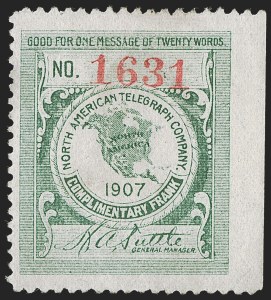 GOOD FOR ONE MESSAGE OF TWENTY WORDS.
NO. 1631
NORTH AMERICAN TELEGRAPH COMPANY.
NORTH
AMERICA
1907
COMPLIMENTARY FRANK
H.A. Tuttle
GENERAL MANAGER.